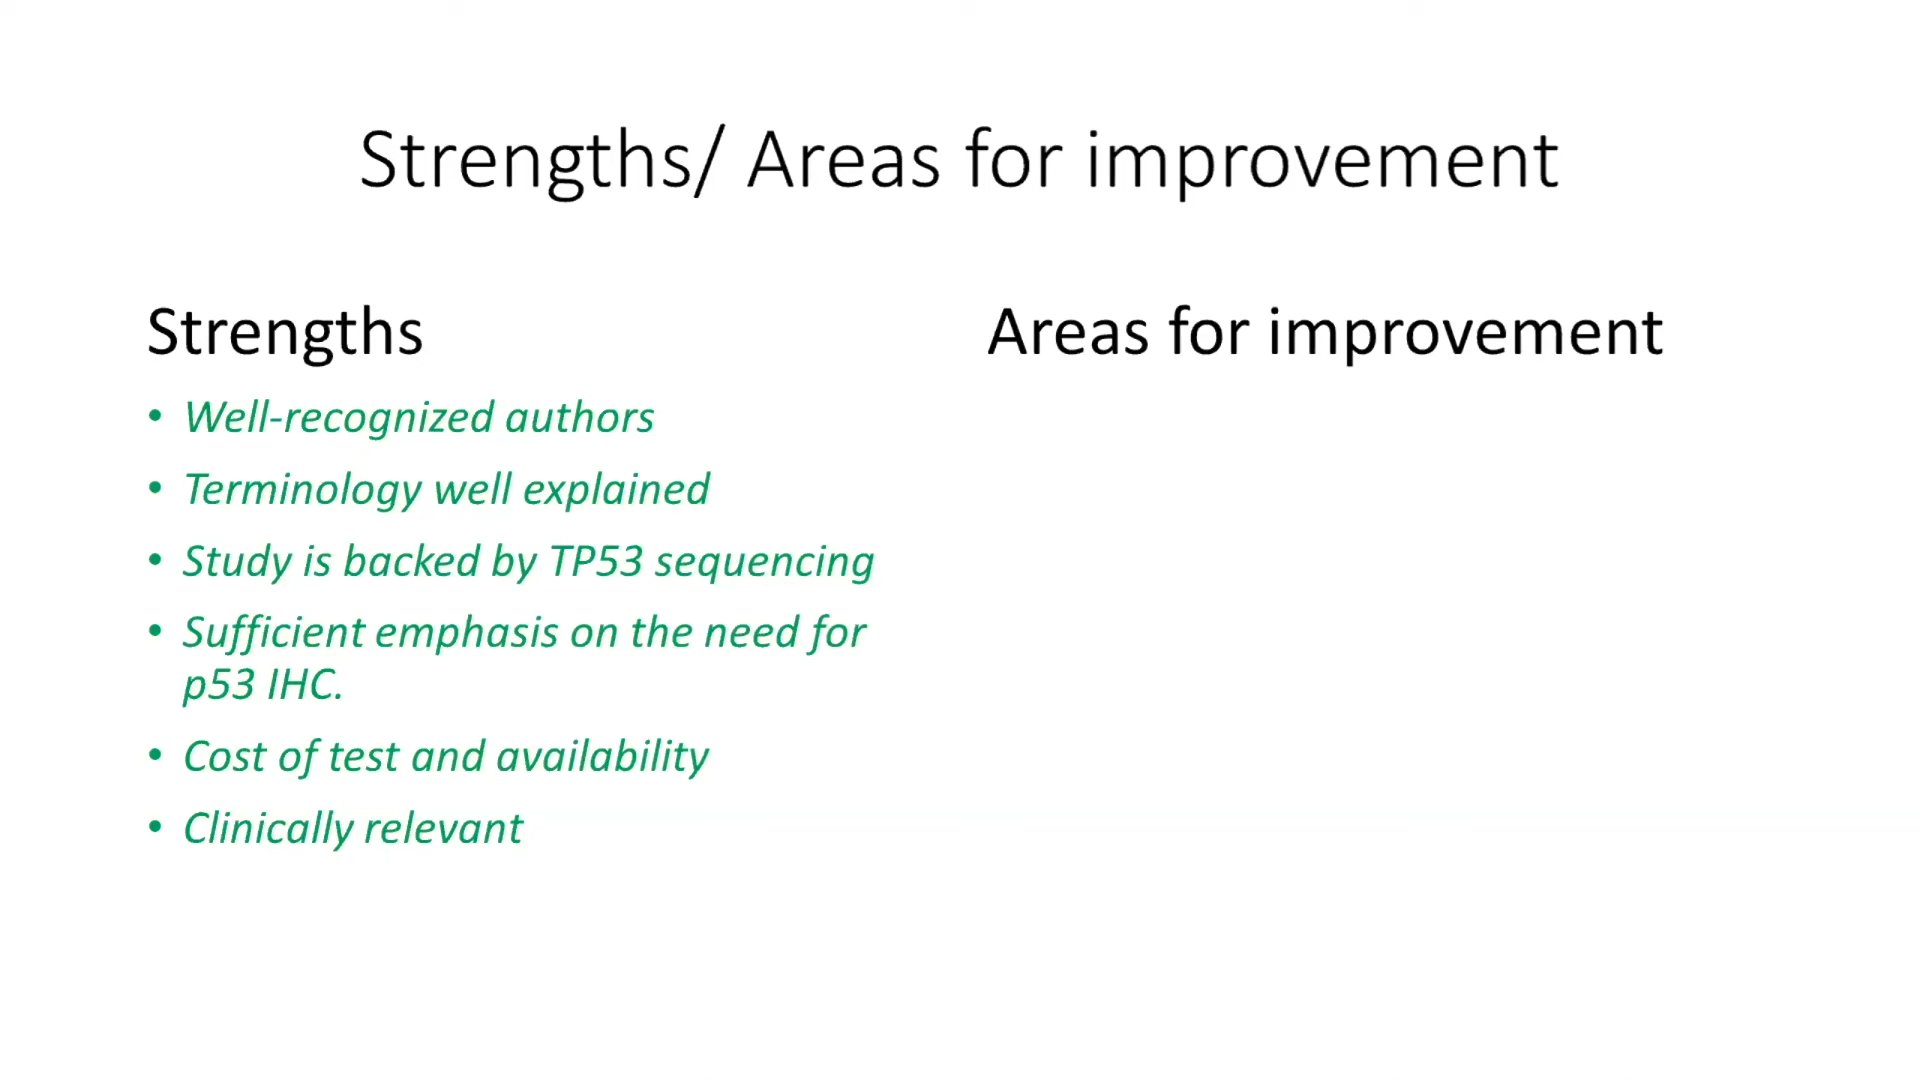 Strengths/ Areas for improvement
Strengths
• Well-recognized authors
• Terminology well explained
• Study is backed by TP53 sequencing
• Sufficient emphasis on the need for
p53 IHC.
• Cost of test and availability
• Clinically relevant
Areas for improvement